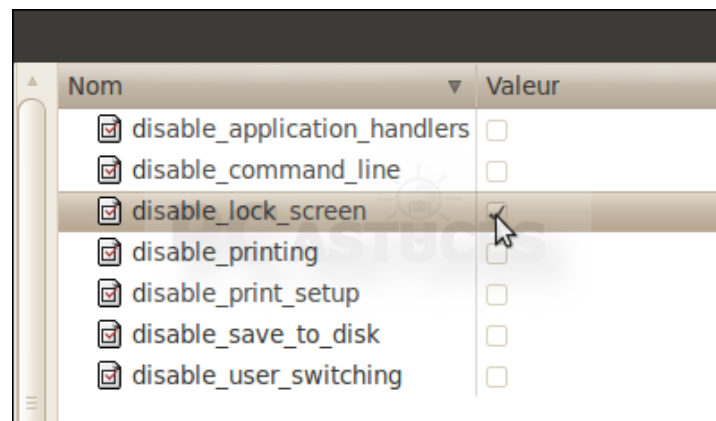 Nom Valeur
disable_application_handlers
disable_command_line
disable_lock_screen
disable_printing
disable_print_setup
disable_save_to_disk
disable_user_switching